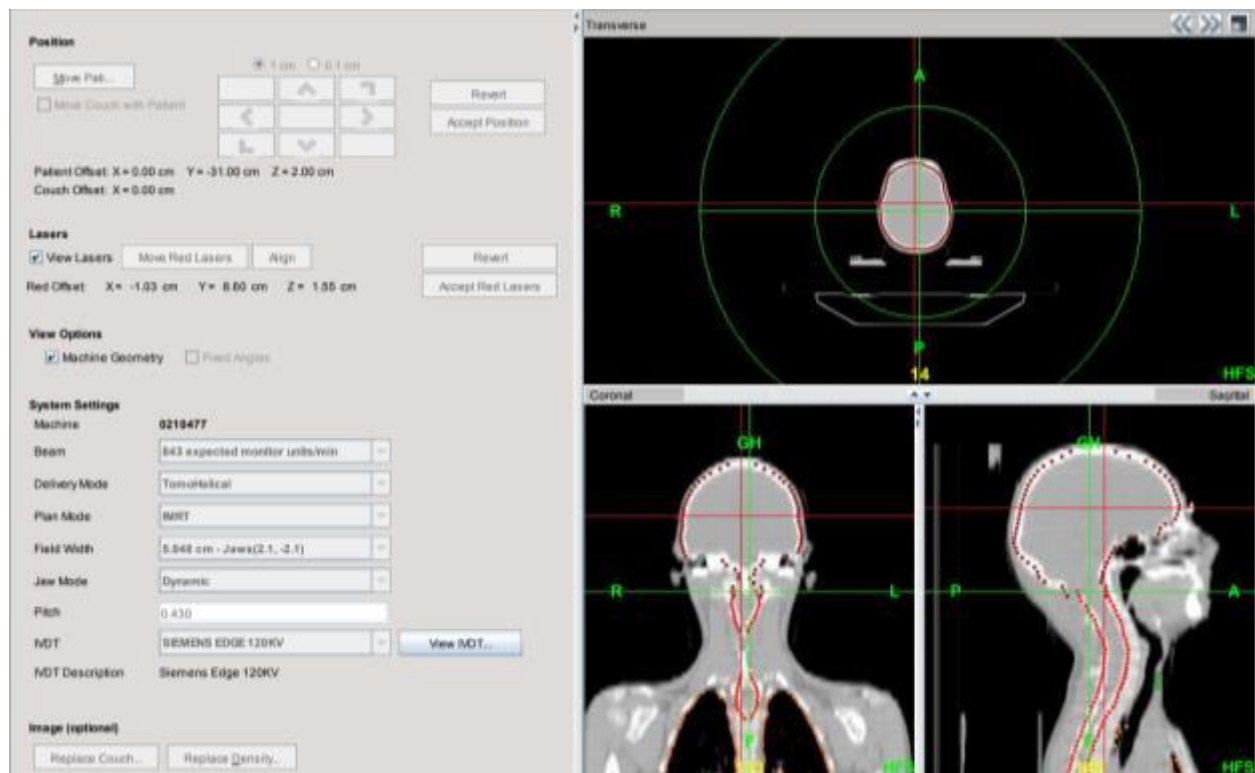 Position
Move Pati...
1 cm 0.1 cm
Move Couch with Patient
Revert
Accept Position
Patient Offset: X = 0.00 cm Y = -31.00 cm Z = 2.00 cm
Couch Offset: X = 0.00 cm
Lasers
View Lasers Move Red Lasers Align Revert
Red Offset: X = -1.03 cm Y = 8.60 cm Z = 1.55 cm Accept Red Lasers
View Options
Machine Geometry Fixed Angles
System Settings
Machine 0210477
Beam 843 expected monitor units/min
Delivery Mode TomoHelical
Plan Mode IMRT
Field Width 5.048 cm - Jaws(2.1, -2.1)
Jaw Mode Dynamic
Pitch 0.430
IVDT SIEMENS EDGE 120KV View IVDT...
IVDT Description Siemens Edge 120KV
Image (optional)
Replace Couch... Replace Density...
Transverse
A
R L
P
14
HFS
Coronal
GH
R L
F
HFS
Sagittal
GH
P A
F
HFS